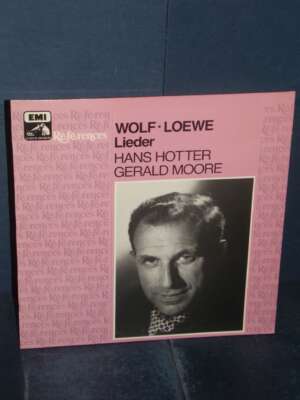 EMI
References
WOLF · LOEWE
Lieder
HANS HOTTER
GERALD MOORE